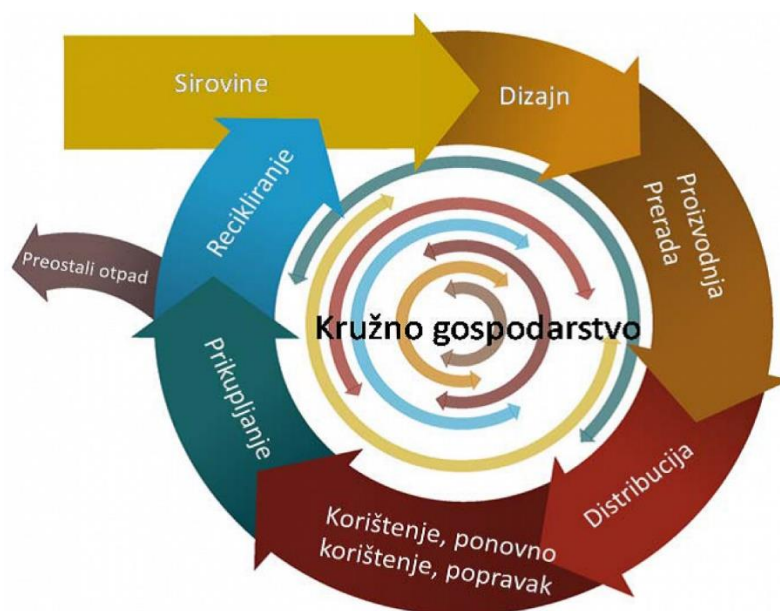 Sirovine
Dizajn
Proizvodnja
Prerada
Distribucija
Korištenje, ponovno
korištenje, popravak
Prikupljanje
Recikliranje
Preostali otpad
Kružno gospodarstvo